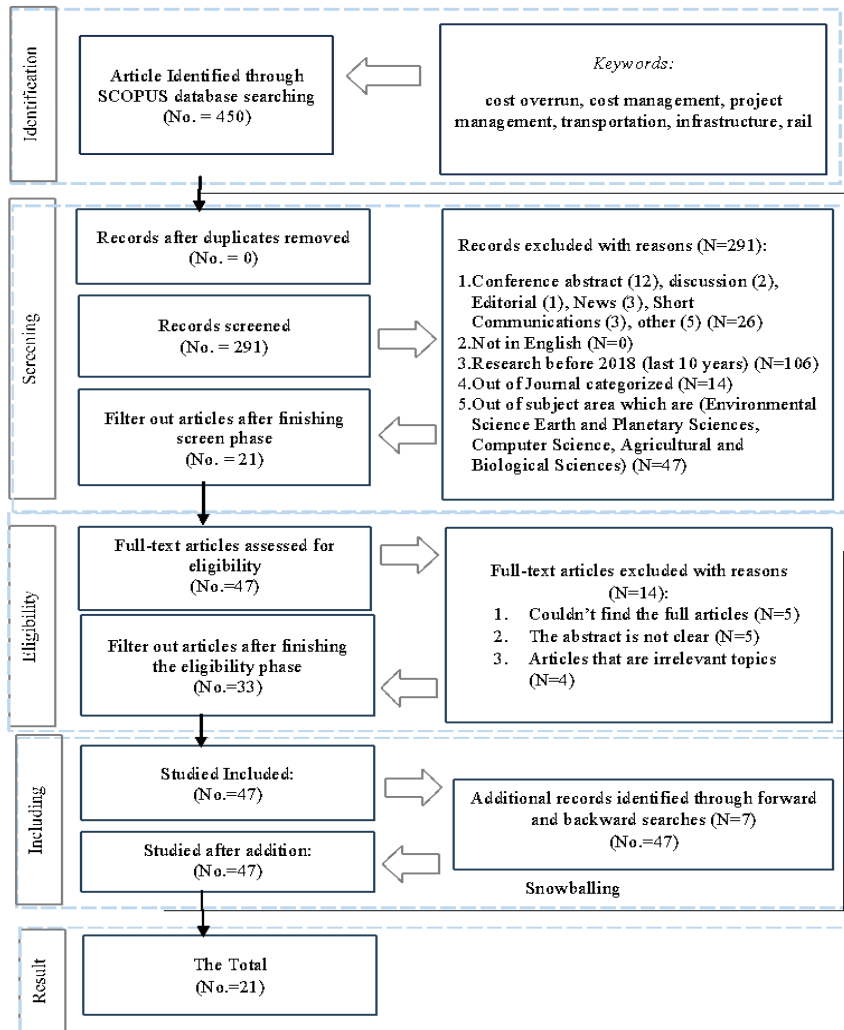 Identification
Article Identified through
SCOPUS database searching
(No. = 450)
Keywords:
cost overrun, cost management, project
management, transportation, infrastructure, rail
Screening
Records after duplicates removed
(No. = 0)
Records screened
(No. = 291)
Filter out articles after finishing
screen phase
(No. = 21)
Records excluded with reasons (N=291):
1.Conference abstract (12), discussion (2),
Editorial (1), News (3), Short
Communications (3), other (5) (N=26)
2.Not in English (N=0)
3.Research before 2018 (last 10 years) (N=106)
4.Out of Journal categorized (N=14)
5.Out of subject area which are (Environmental
Science Earth and Planetary Sciences,
Computer Science, Agricultural and
Biological Sciences) (N=47)
Eligibility
Full-text articles assessed for
eligibility
(No.=47)
Filter out articles after finishing
the eligibility phase
(No.=33)
Full-text articles excluded with reasons
(N=14):
1. Couldn't find the full articles (N=5)
2. The abstract is not clear (N=5)
3. Articles that are irrelevant topics
(N=4)
Including
Studied Included:
(No.=47)
Studied after addition:
(No.=47)
Additional records identified through forward
and backward searches (N=7)
(No.=47)
Snowballing
Result
The Total
(No.=21)